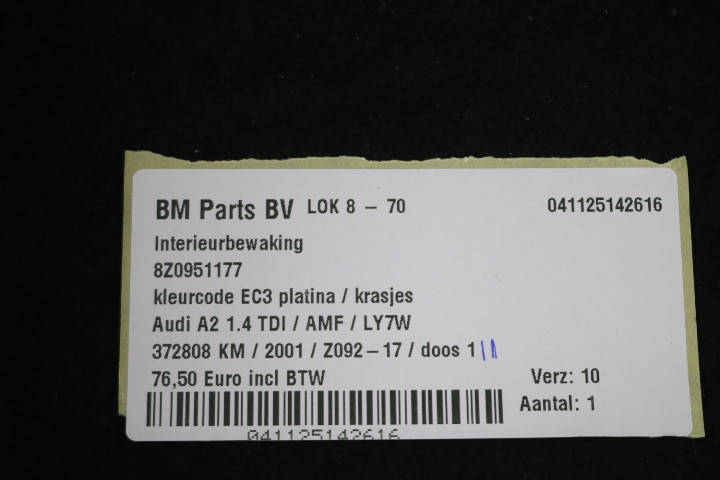 BM Parts BV LOK 8 – 70 041125142616
Interieurbewaking
8Z0951177
kleurcode EC3 platina / krasjes
Audi A2 1.4 TDI / AMF / LY7W
372808 KM / 2001 / Z092–17 / doos 111
76,50 Euro incl BTW Verz: 10
Aantal: 1
041125142616